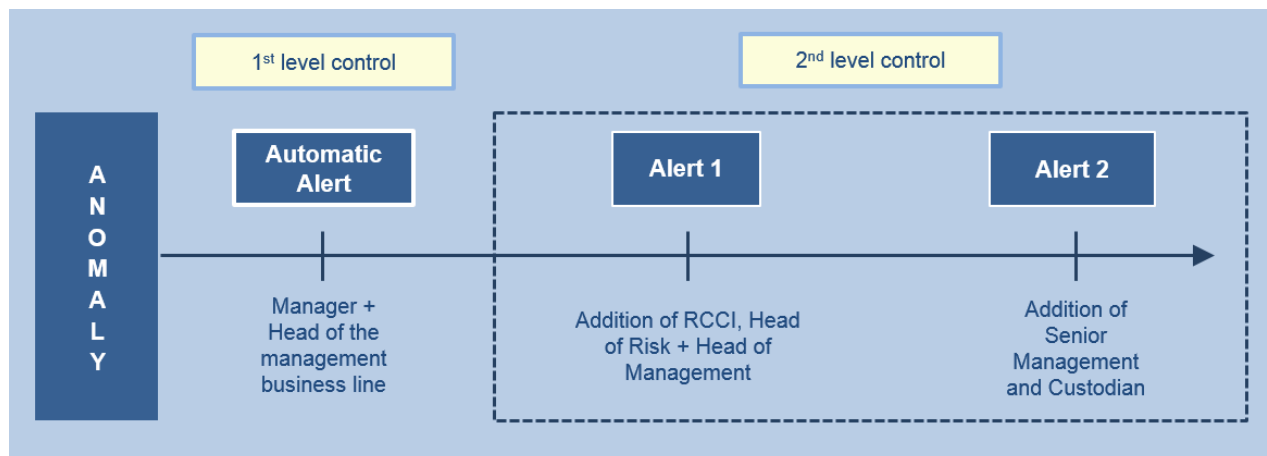 1st level control
2nd level control
ANOMALY
Automatic
Alert
Alert 1
Alert 2
Manager +
Head of the
management
business line
Addition of RCCI, Head
of Risk + Head of
Management
Addition of
Senior
Management
and Custodian